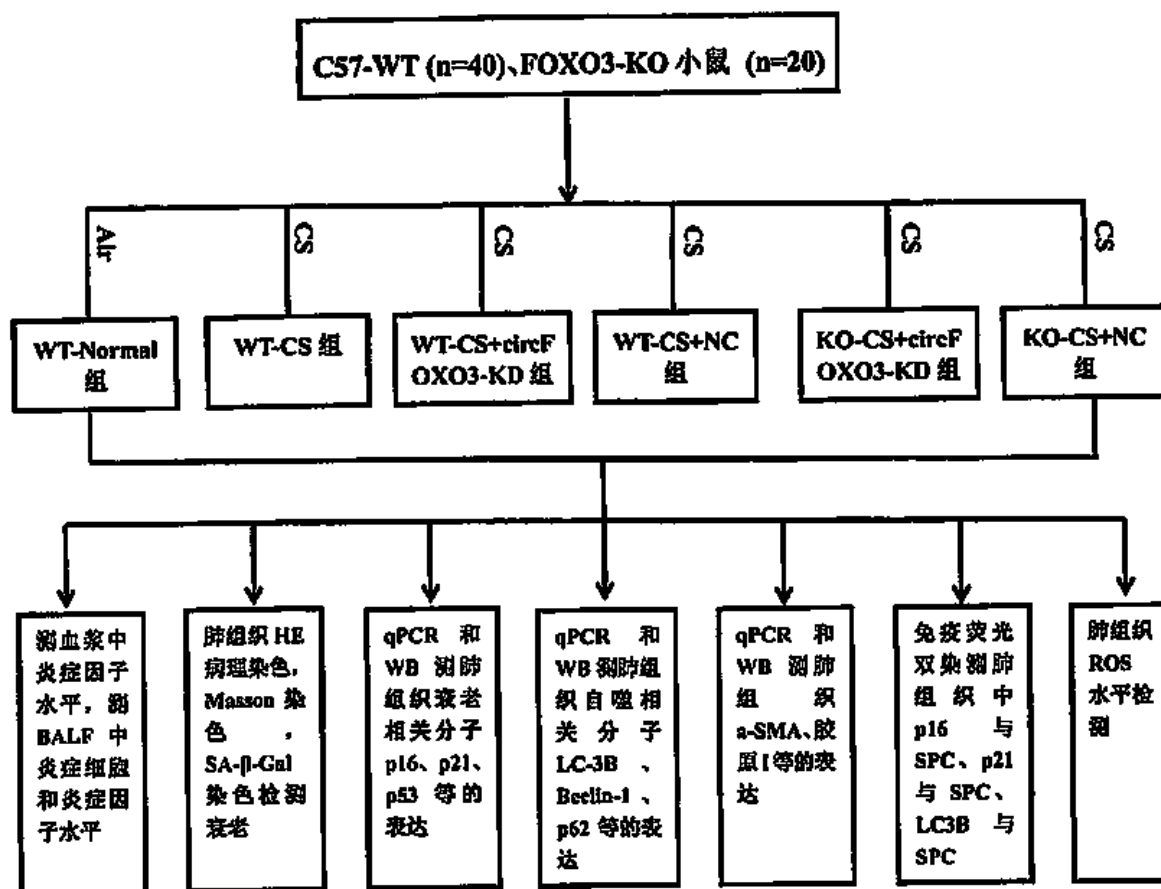 C57-WT (n=40)、FOXO3-KO 小鼠 (n=20)
Air
CS
CS
CS
CS
CS
WT-Normal
组
WT-CS 组
WT-CS+circF
OXO3-KD 组
WT-CS+NC
组
KO-CS+circF
OXO3-KD 组
KO-CS+NC
组
测血浆中
炎症因子
水平，测
BALF 中
炎症细胞
和炎症因
子水平
肺组织 HE
病理染色，
Masson 染
色，
SA-β-Gal
染色检测
衰老
qPCR 和
WB 测肺
组织衰老
相关分子
p16、p21、
p53 等的
表达
qPCR 和
WB 测肺组
织自噬相
关分子
LC-3B、
Beclin-1、
p62 等的表
达
qPCR 和
WB 测肺
组织
a-SMA、胶
原 I 等的表
达
免疫荧光
双染测肺
组织中
p16 与
SPC、p21
与 SPC、
LC3B 与
SPC
肺组织
ROS
水平检
测